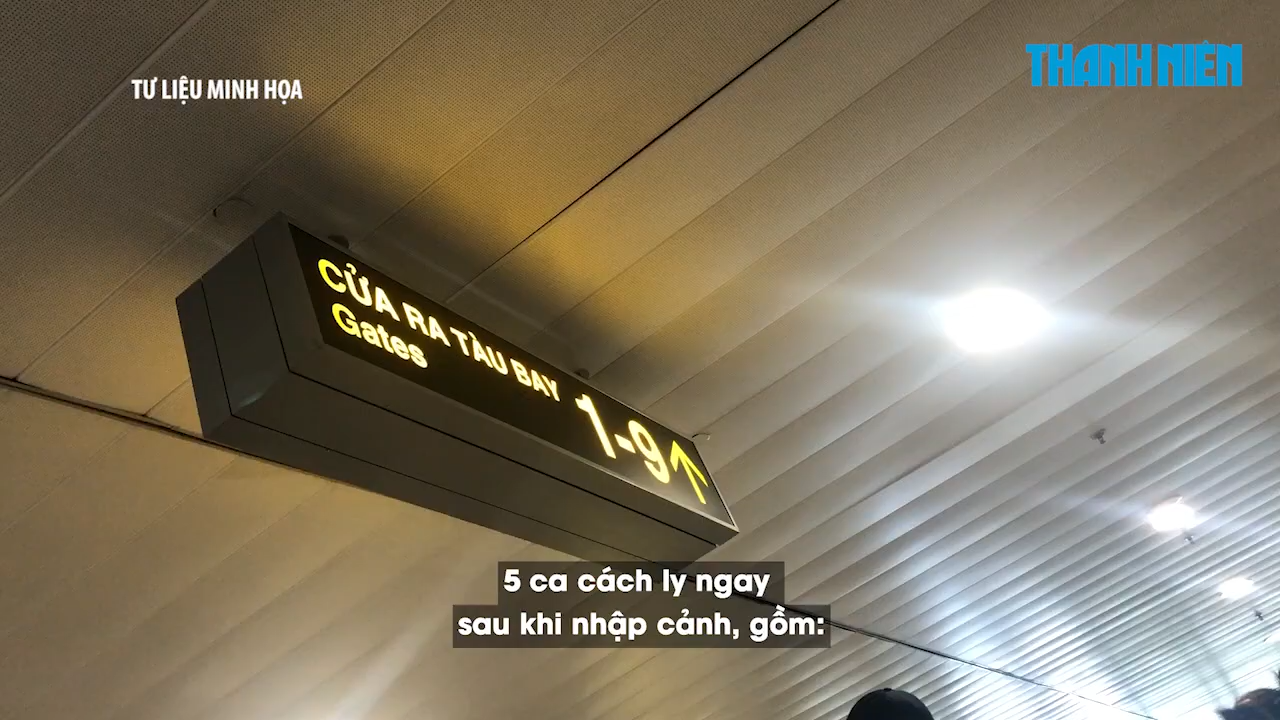 TƯ LIỆU MINH HỌA
THANH NIÊN
CỬA RA TÀU BAY
Gates
1-9↑
5 ca cách ly ngay
sau khi nhập cảnh, gồm: